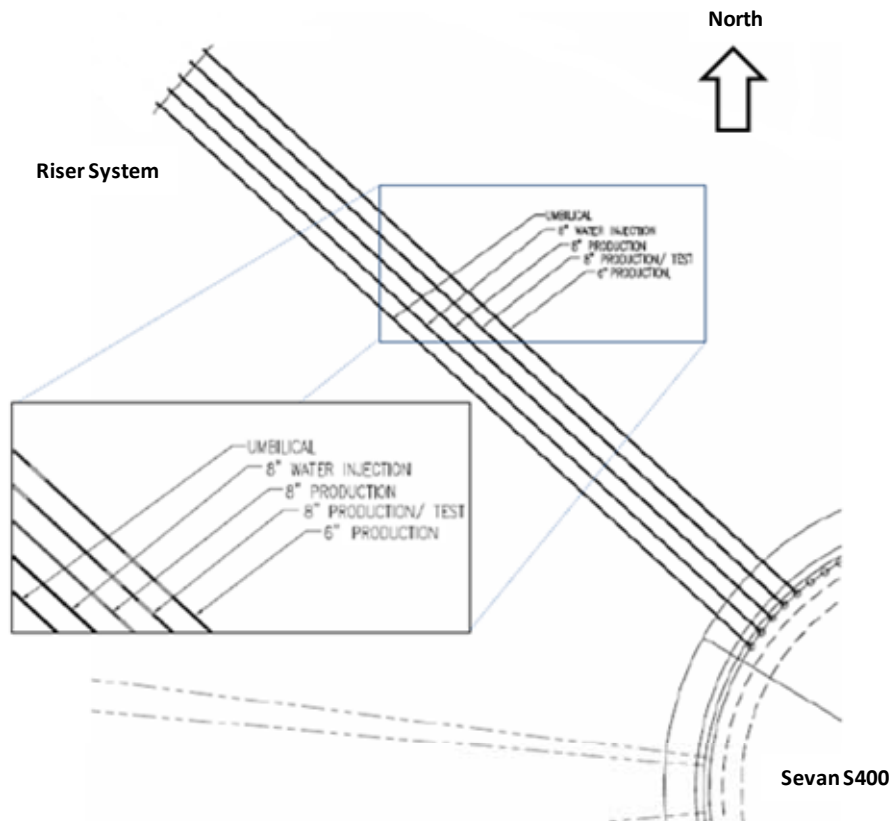 North
Riser System
UMBILICAL
8" WATER INJECTION
8" PRODUCTION
8" PRODUCTION/ TEST
6" PRODUCTION
UMBILICAL
8" WATER INJECTION
8" PRODUCTION
8" PRODUCTION/ TEST
6" PRODUCTION
Sevan S400